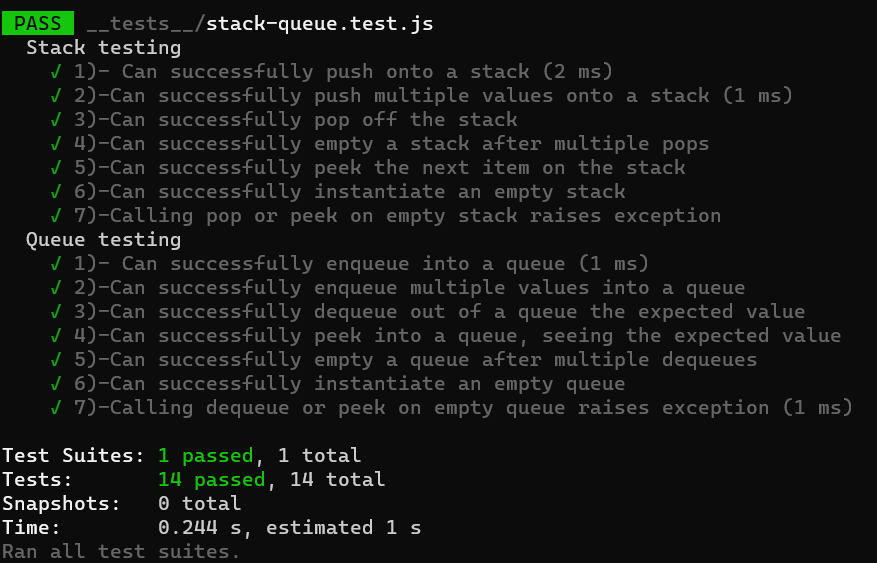 PASS __tests__/stack-queue.test.js
Stack testing
√ 1)- Can successfully push onto a stack (2 ms)
√ 2)-Can successfully push multiple values onto a stack (1 ms)
√ 3)-Can successfully pop off the stack
√ 4)-Can successfully empty a stack after multiple pops
√ 5)-Can successfully peek the next item on the stack
√ 6)-Can successfully instantiate an empty stack
√ 7)-Calling pop or peek on empty stack raises exception
Queue testing
√ 1)- Can successfully enqueue into a queue (1 ms)
√ 2)-Can successfully enqueue multiple values into a queue
√ 3)-Can successfully dequeue out of a queue the expected value
√ 4)-Can successfully peek into a queue, seeing the expected value
√ 5)-Can successfully empty a queue after multiple dequeues
√ 6)-Can successfully instantiate an empty queue
√ 7)-Calling dequeue or peek on empty queue raises exception (1 ms)
Test Suites: 1 passed, 1 total
Tests: 14 passed, 14 total
Snapshots: 0 total
Time: 0.244 s, estimated 1 s
Ran all test suites.